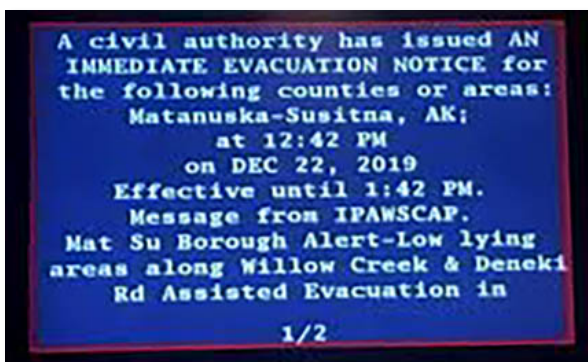 A civil authority has issued AN
IMMEDIATE EVACUATION NOTICE for
the following counties or areas:
Matanuska-Susitna, AK;
at 12:42 PM
on DEC 22, 2019
Effective until 1:42 PM.
Message from IPAWSCAP.
Mat Su Borough Alert-Low lying
areas along Willow Creek & Deneki
Rd Assisted Evacuation in
1/2